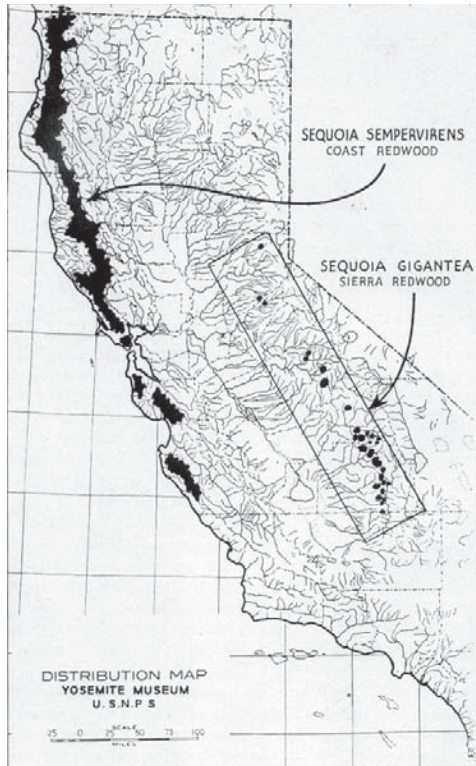 SEQUOIA SEMPERVIRENS
COAST REDWOOD
SEQUOIA GIGANTEA
SIERRA REDWOOD
DISTRIBUTION MAP
YOSEMITE MUSEUM
U.S.N.P S
SCALE
25 0 25 50 75 100
MILES